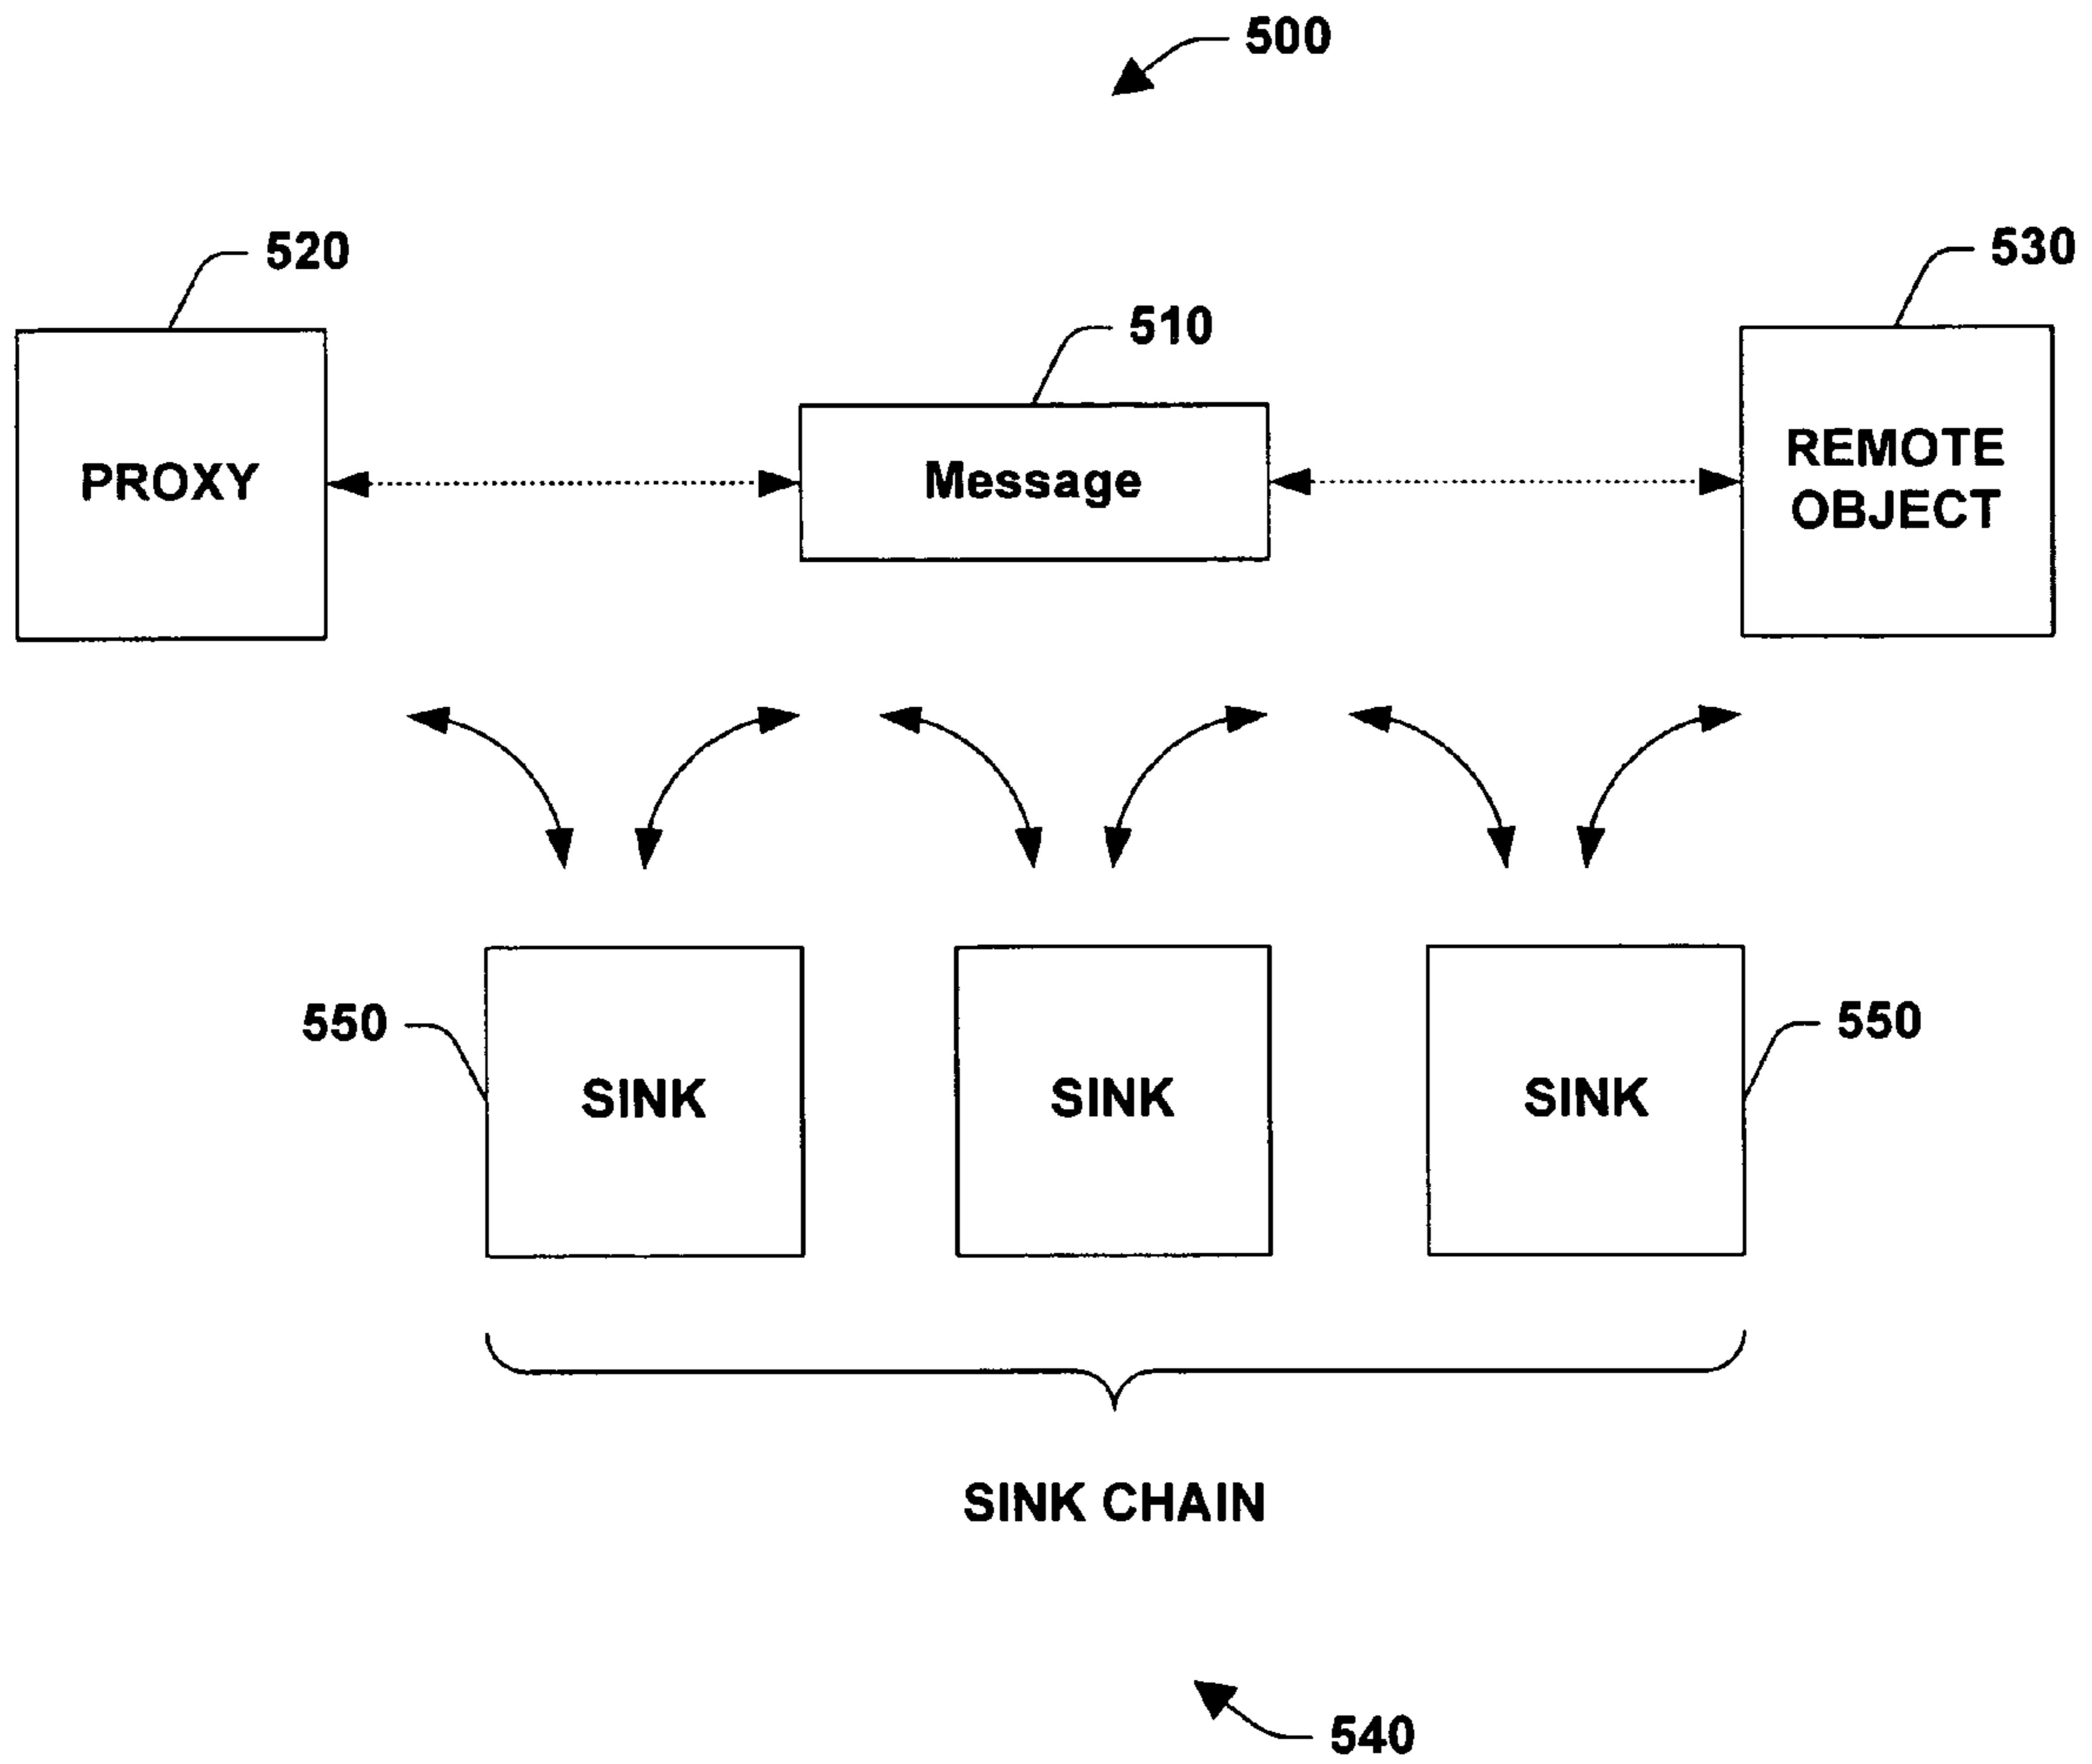 500
520
530
510
PROXY
Message
REMOTE
OBJECT
550
550
SINK
SINK
SINK
SINK CHAIN
540